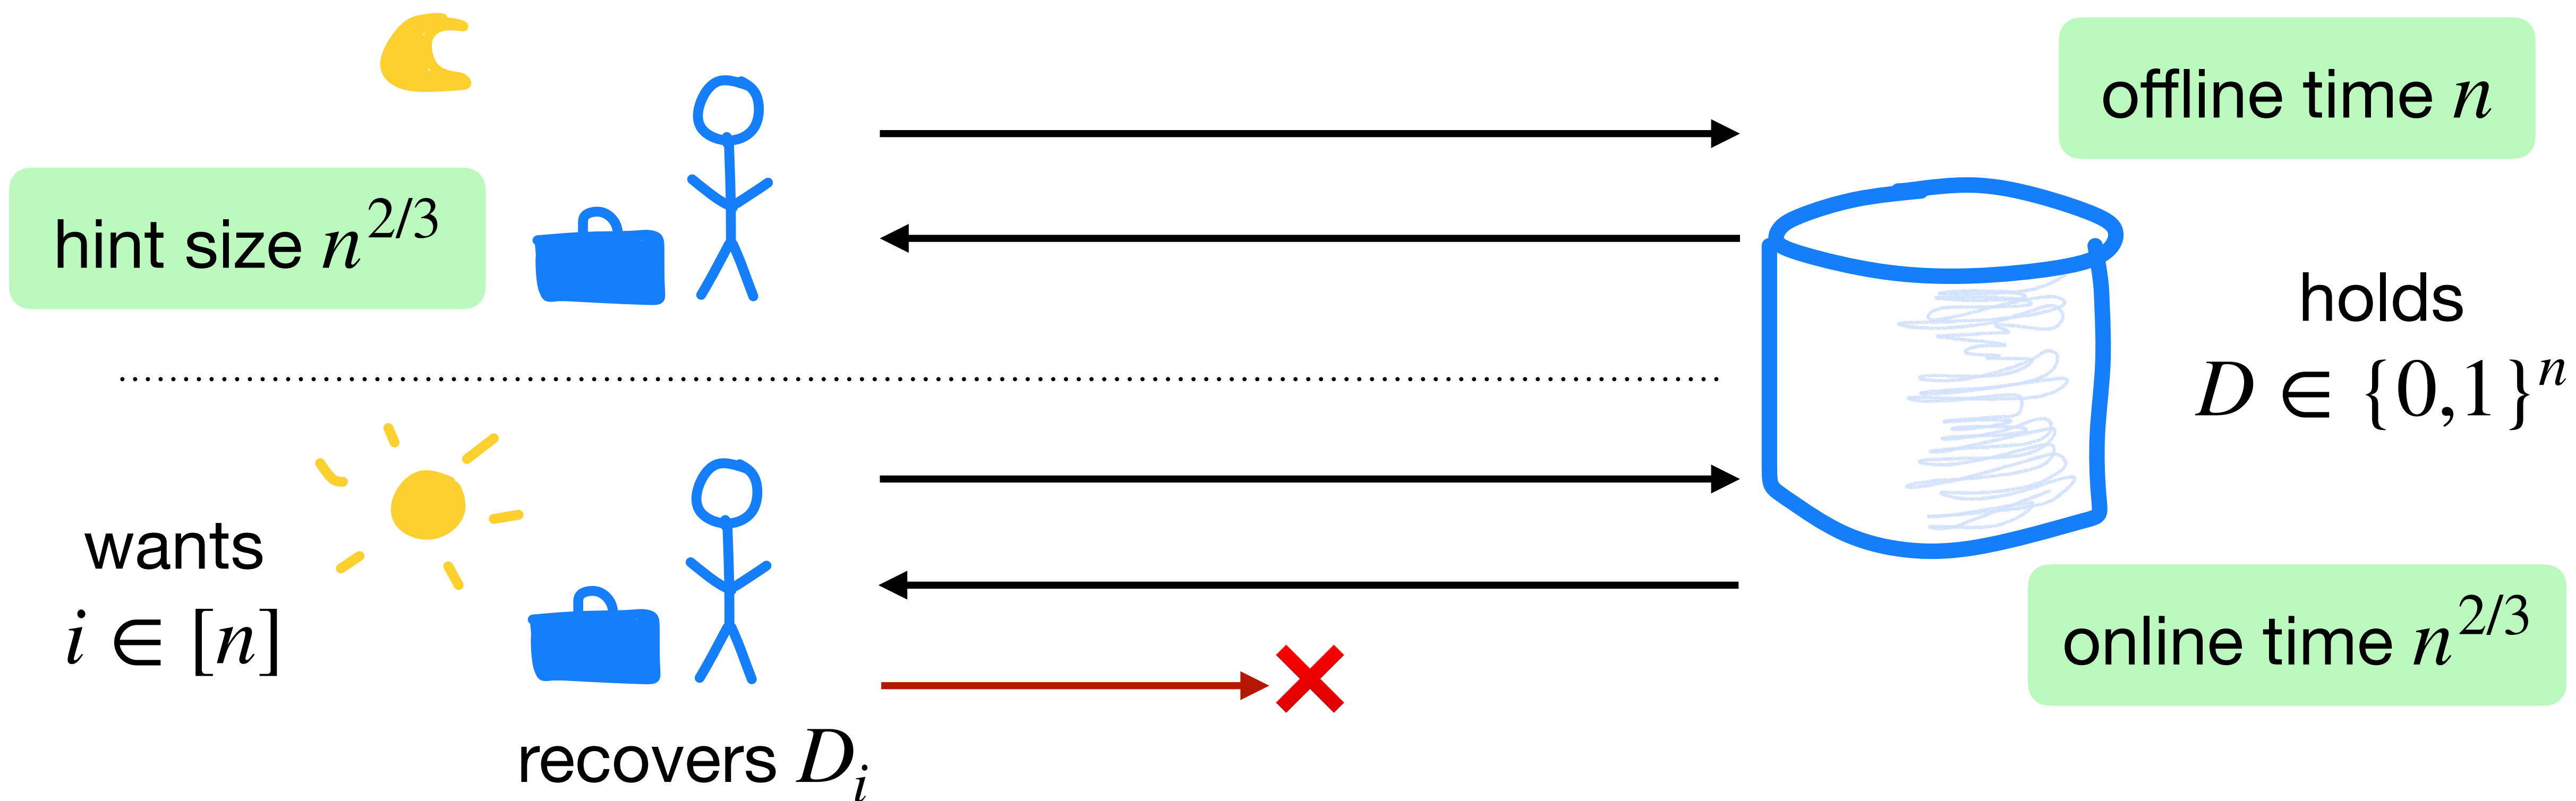 offline time n
hint size n^{2/3}
holds
D ∈ {0,1}^n
wants
i ∈ [n]
online time n^{2/3}
recovers D_i